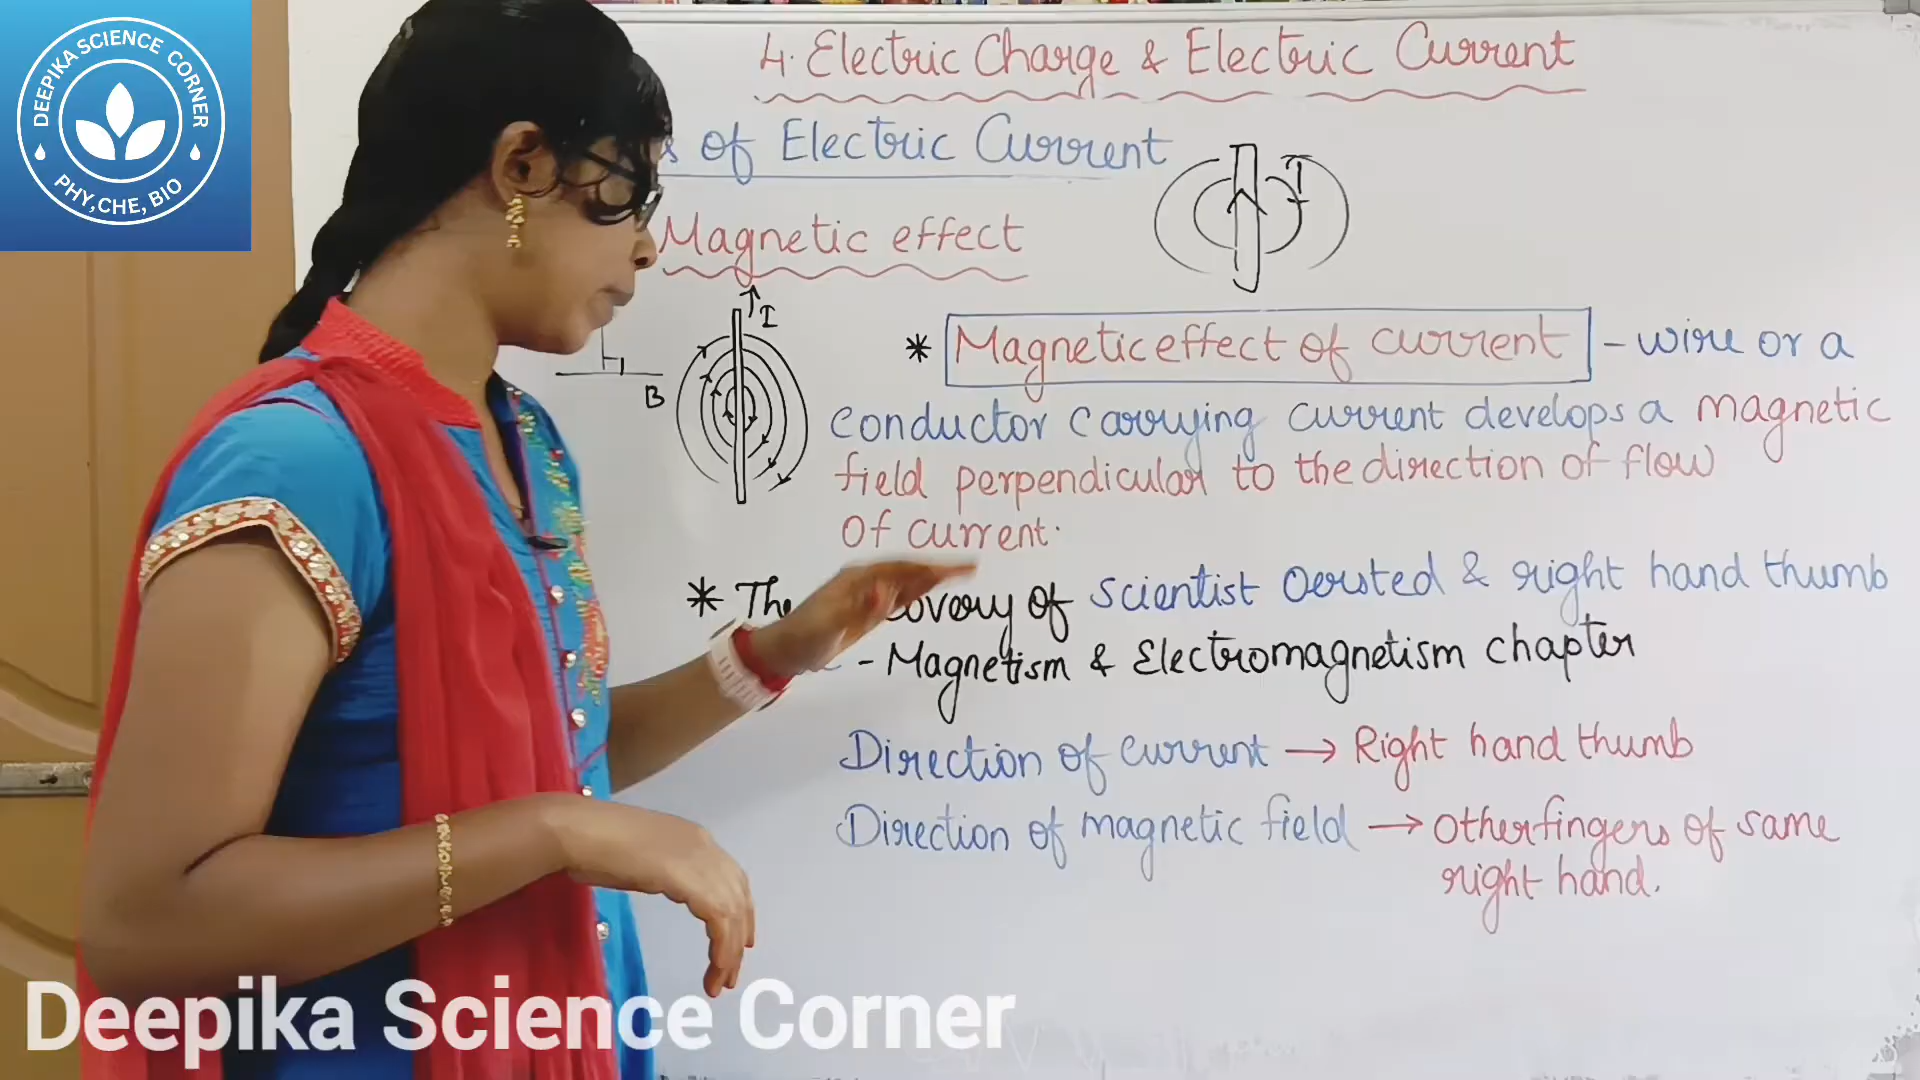 DEEPIKA SCIENCE CORNER
PHY, CHE, BIO
4. Electric Charge & Electric Current
of Electric Current
Magnetic effect
I
I
B
* Magnetic effect of current - wire or a
conductor carrying current develops a magnetic
field perpendicular to the direction of flow
of current.
* The of scientist Oersted & right hand thumb
- Magnetism & Electromagnetism chapter
Direction of current → Right hand thumb
Direction of magnetic field → Other fingers of same
right hand.
Deepika Science Corner